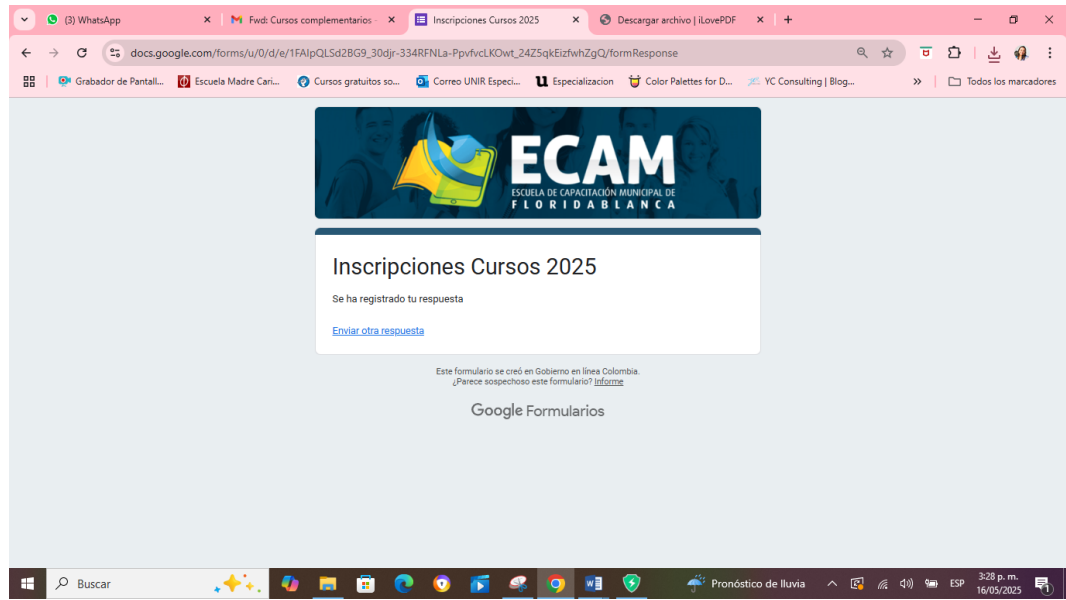 (3) WhatsApp
Fwd: Cursos complementarios -
Inscripciones Cursos 2025
Descargar archivo | iLovePDF
docs.google.com/forms/u/0/d/e/1FAIpQLSd2BG9_30djr-334RFNLa-PpvfvcLKOwt_24Z5qkEizfwhZgQ/formResponse
Grabador de Pantall...
Escuela Madre Cari...
Cursos gratuitos so...
Correo UNIR Especi...
Especializacion
Color Palettes for D...
YC Consulting | Blog...
»
Todos los marcadores
ECAM
ESCUELA DE CAPACITACIÓN MUNICIPAL DE
FLORIDABLANCA
Inscripciones Cursos 2025
Se ha registrado tu respuesta
Enviar otra respuesta
Este formulario se creó en Gobierno en línea Colombia.
¿Parece sospechoso este formulario? Informe
Google Formularios
Buscar
Pronóstico de lluvia
ESP
3:28 p. m.
16/05/2025
1